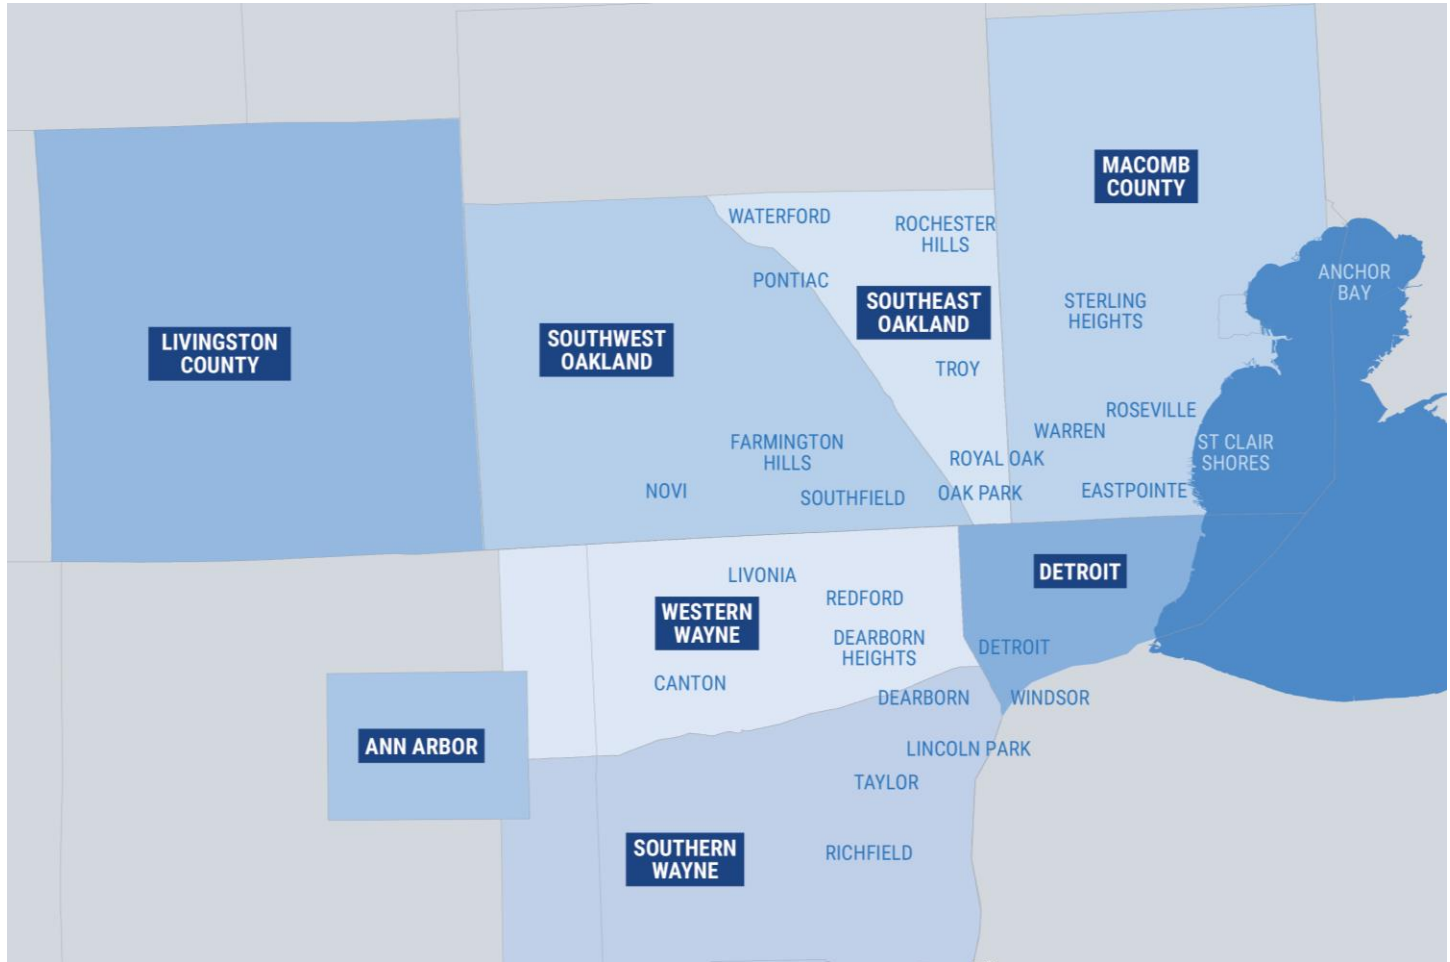 MACOMB
COUNTY
WATERFORD
ROCHESTER
HILLS
ANCHOR
BAY
PONTIAC
SOUTHEAST
OAKLAND
STERLING
HEIGHTS
LIVINGSTON
COUNTY
SOUTHWEST
OAKLAND
TROY
ROSEVILLE
WARREN
FARMINGTON
HILLS
ST CLAIR
SHORES
ROYAL OAK
NOVI
SOUTHFIELD
OAK PARK
EASTPOINTE
DETROIT
LIVONIA
REDFORD
WESTERN
WAYNE
DEARBORN
HEIGHTS
DETROIT
CANTON
DEARBORN
WINDSOR
ANN ARBOR
LINCOLN PARK
TAYLOR
SOUTHERN
WAYNE
RICHFIELD